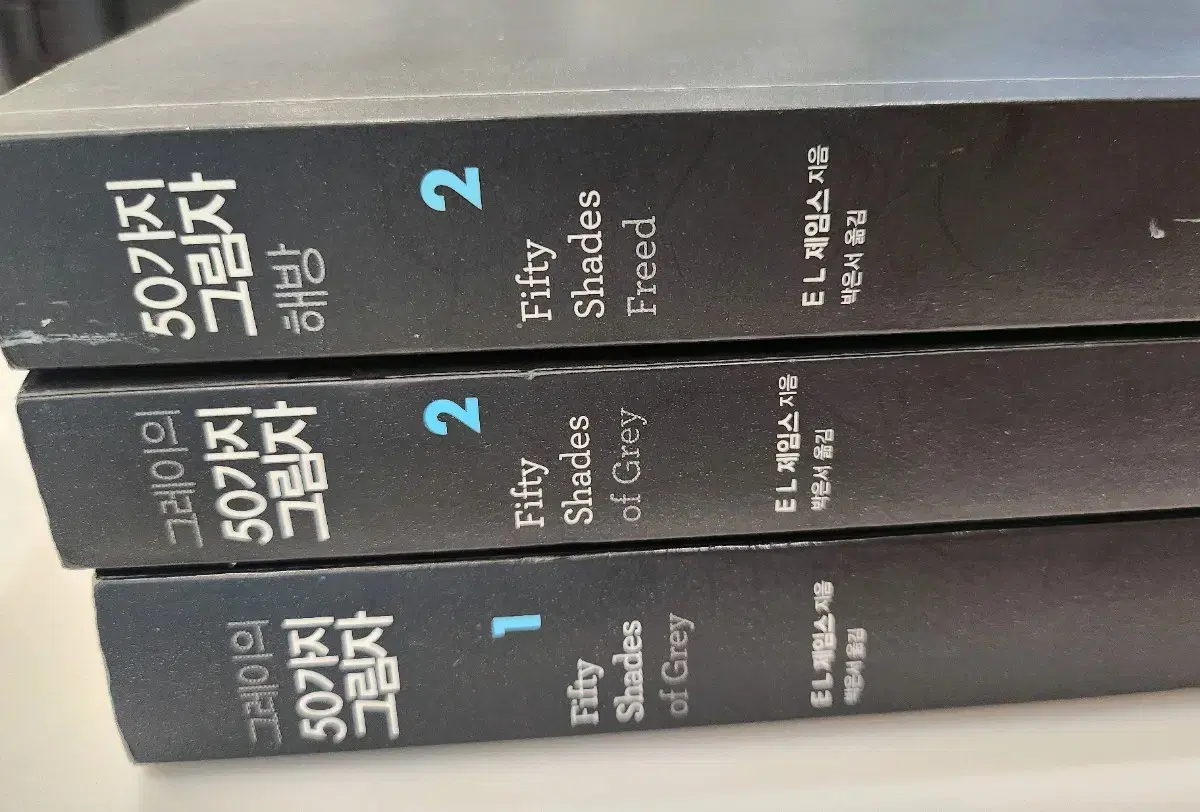 50가지
그림자
해방
2
Fifty
Shades
Freed
E L 제임스 지음
박은서 옮김
그레이의
50가지
그림자
2
Fifty
Shades
of Grey
E L 제임스 지음
박은서 옮김
그레이의
50가지
그림자
1
Fifty
Shades
of Grey
E L 제임스 지음
박은서 옮김